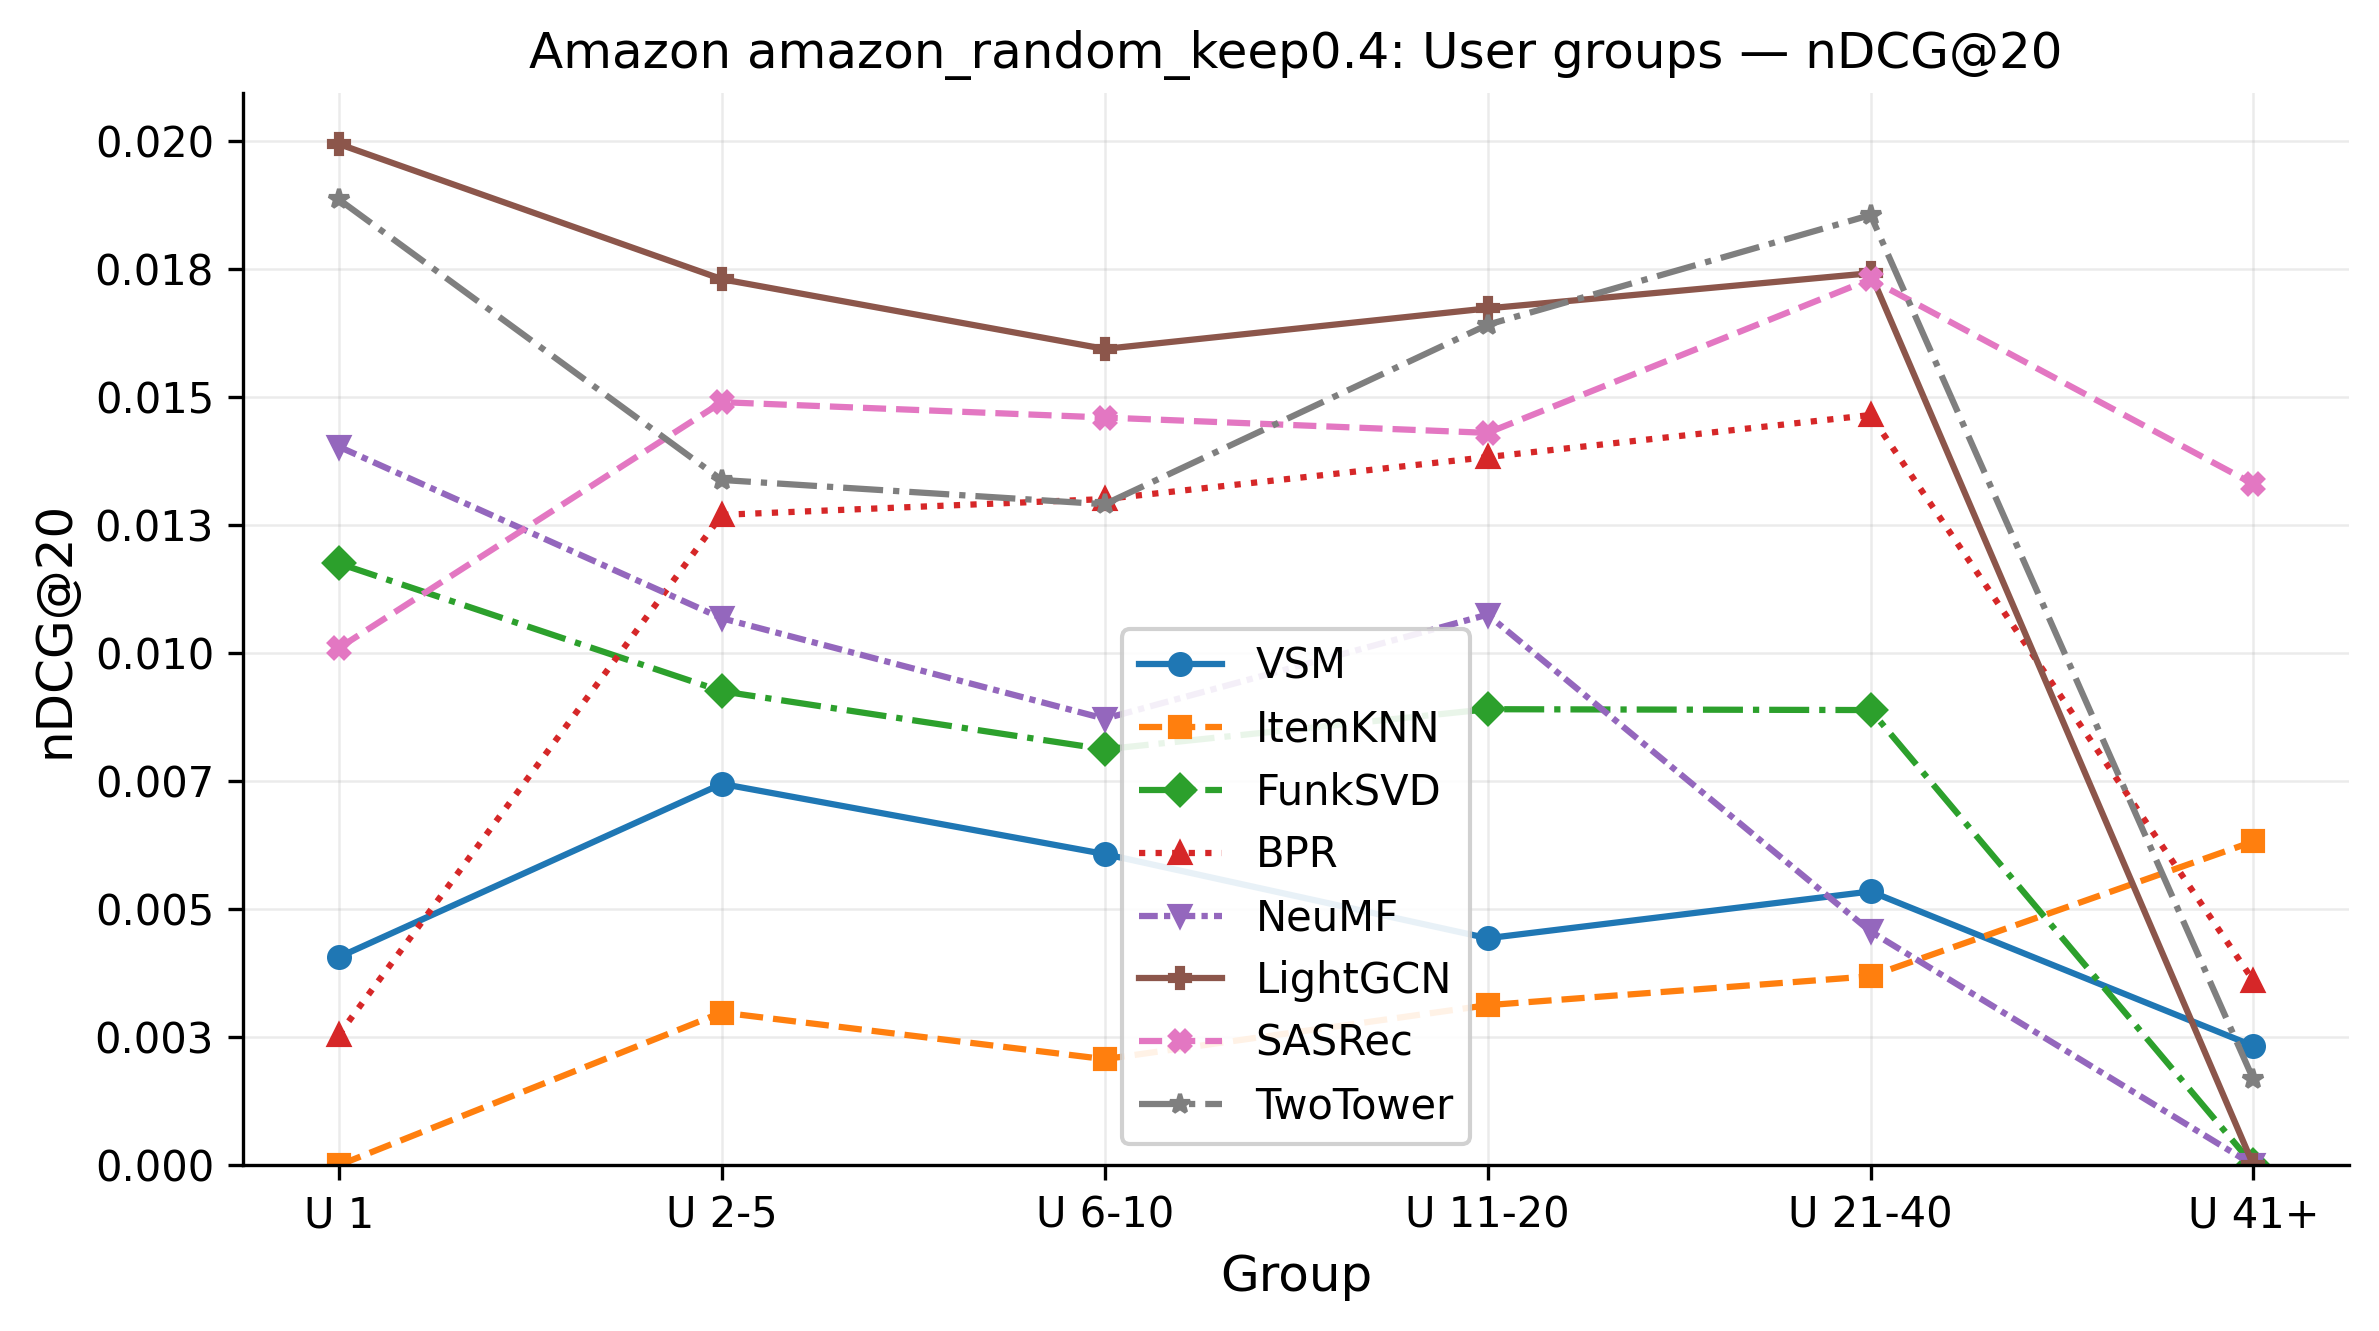 Amazon amazon_random_keep0.4: User groups — nDCG@20
nDCG@20
0.020
0.018
0.015
0.013
0.010
0.007
0.005
0.003
0.000
VSM
ItemKNN
FunkSVD
BPR
NeuMF
LightGCN
SASRec
TwoTower
U 1 U 2-5 U 6-10 U 11-20 U 21-40 U 41+
Group